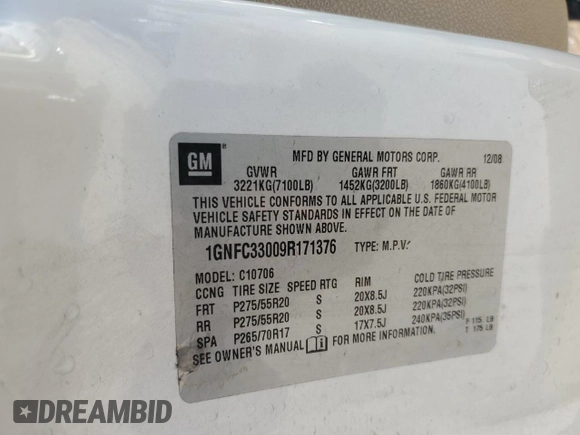 GM ® MFD BY GENERAL MOTORS CORP. 12/08
GVWR GAWR FRT GAWR RR
3221KG(7100LB) 1452KG(3200LB) 1860KG(4100LB)
THIS VEHICLE CONFORMS TO ALL APPLICABLE U.S. FEDERAL MOTOR
VEHICLE SAFETY STANDARDS IN EFFECT ON THE DATE OF
MANUFACTURE SHOWN ABOVE.
1GNFC33009R171376 TYPE: M.P.V.
MODEL: C10706
CCNG TIRE SIZE SPEED RTG RIM COLD TIRE PRESSURE
FRT P275/55R20 S 20X8.5J 220KPA(32PSI)
RR P275/55R20 S 20X8.5J 220KPA(32PSI)
SPA P265/70R17 S 17X7.5J 240KPA(35PSI)
SEE OWNER'S MANUAL FOR MORE INFORMATION.
F 115. LB
T 175 LB
DREAMBID